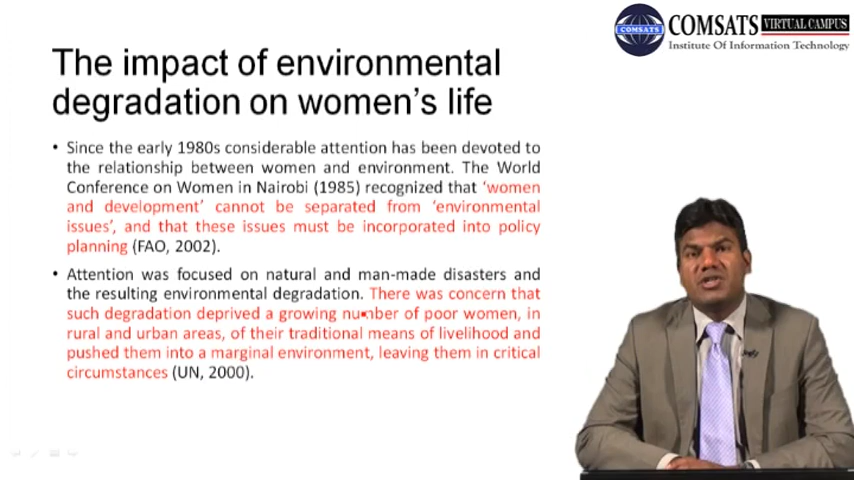 COMSATS VIRTUAL CAMPUS
Institute Of Information Technology
COMSATS
The impact of environmental
degradation on women's life
• Since the early 1980s considerable attention has been devoted to
the relationship between women and environment. The World
Conference on Women in Nairobi (1985) recognized that ‘women
and development’ cannot be separated from ‘environmental
issues’, and that these issues must be incorporated into policy
planning (FAO, 2002).
• Attention was focused on natural and man-made disasters and
the resulting environmental degradation. There was concern that
such degradation deprived a growing number of poor women, in
rural and urban areas, of their traditional means of livelihood and
pushed them into a marginal environment, leaving them in critical
circumstances (UN, 2000).